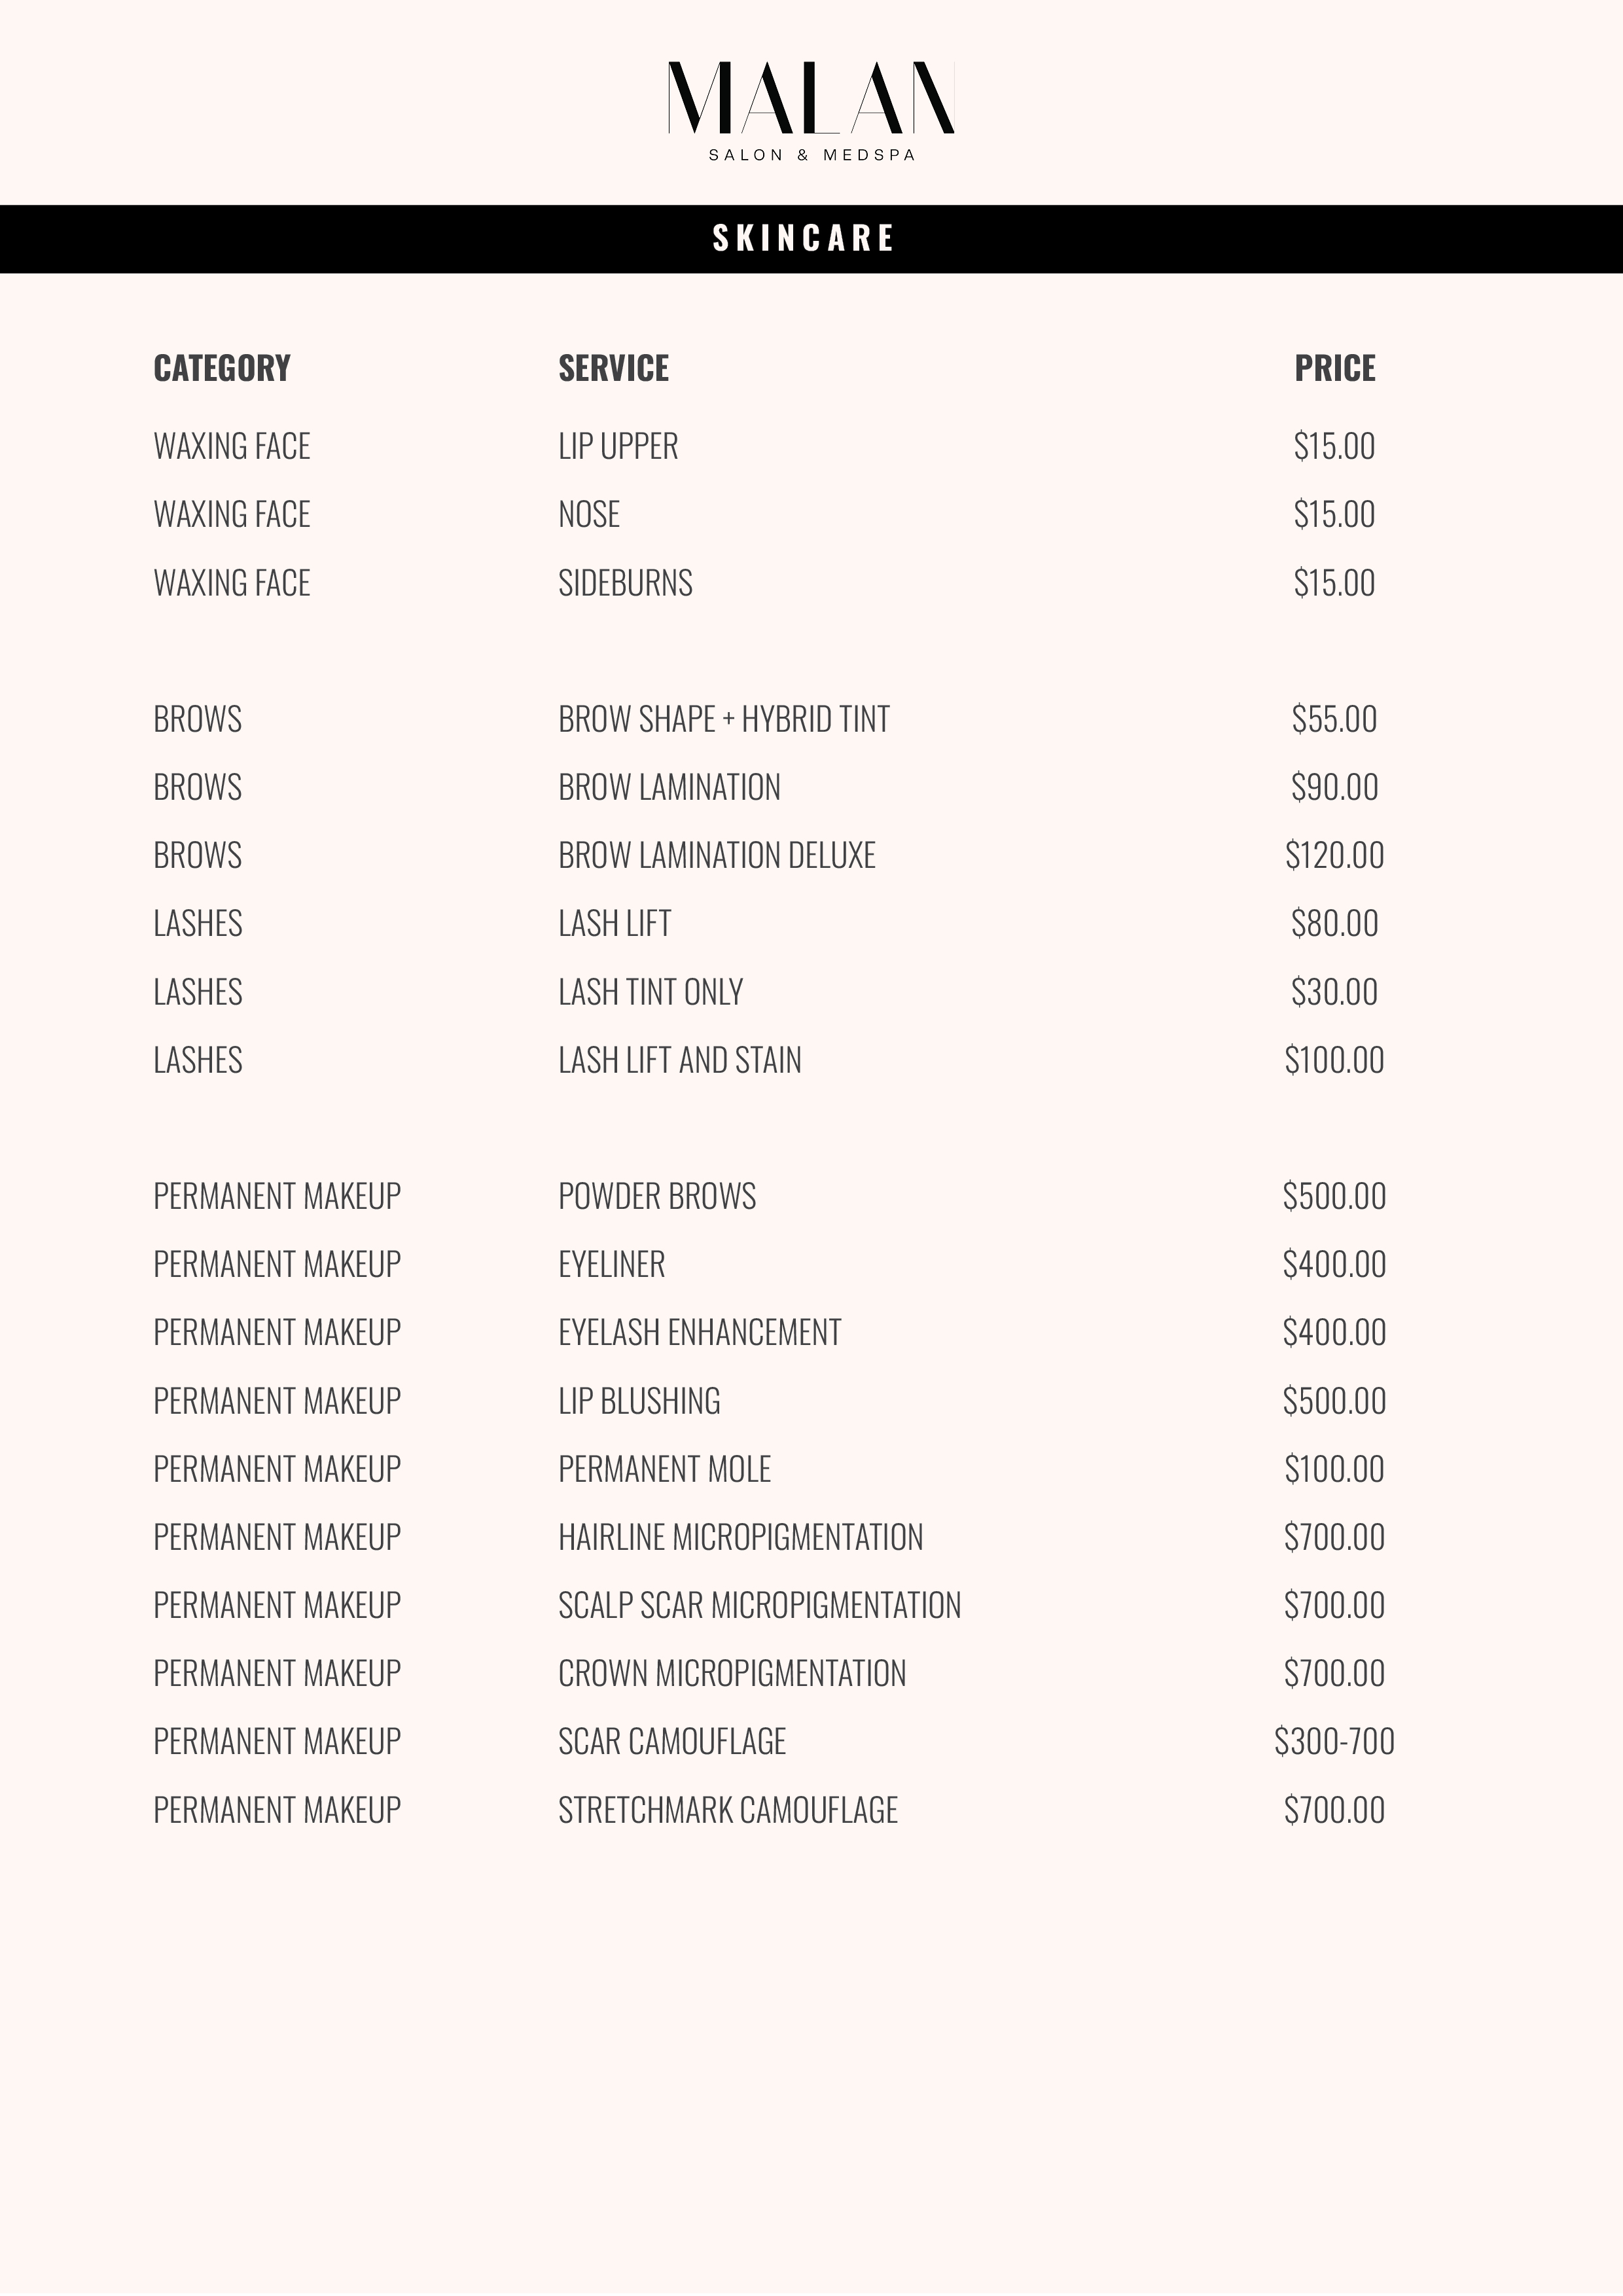 MALAN
SALON & MEDSPA
SKINCARE
CATEGORY SERVICE PRICE
WAXING FACE LIP UPPER $15.00
WAXING FACE NOSE $15.00
WAXING FACE SIDEBURNS $15.00
BROWS BROW SHAPE + HYBRID TINT $55.00
BROWS BROW LAMINATION $90.00
BROWS BROW LAMINATION DELUXE $120.00
LASHES LASH LIFT $80.00
LASHES LASH TINT ONLY $30.00
LASHES LASH LIFT AND STAIN $100.00
PERMANENT MAKEUP POWDER BROWS $500.00
PERMANENT MAKEUP EYELINER $400.00
PERMANENT MAKEUP EYELASH ENHANCEMENT $400.00
PERMANENT MAKEUP LIP BLUSHING $500.00
PERMANENT MAKEUP PERMANENT MOLE $100.00
PERMANENT MAKEUP HAIRLINE MICROPIGMENTATION $700.00
PERMANENT MAKEUP SCALP SCAR MICROPIGMENTATION $700.00
PERMANENT MAKEUP CROWN MICROPIGMENTATION $700.00
PERMANENT MAKEUP SCAR CAMOUFLAGE $300-700
PERMANENT MAKEUP STRETCHMARK CAMOUFLAGE $700.00